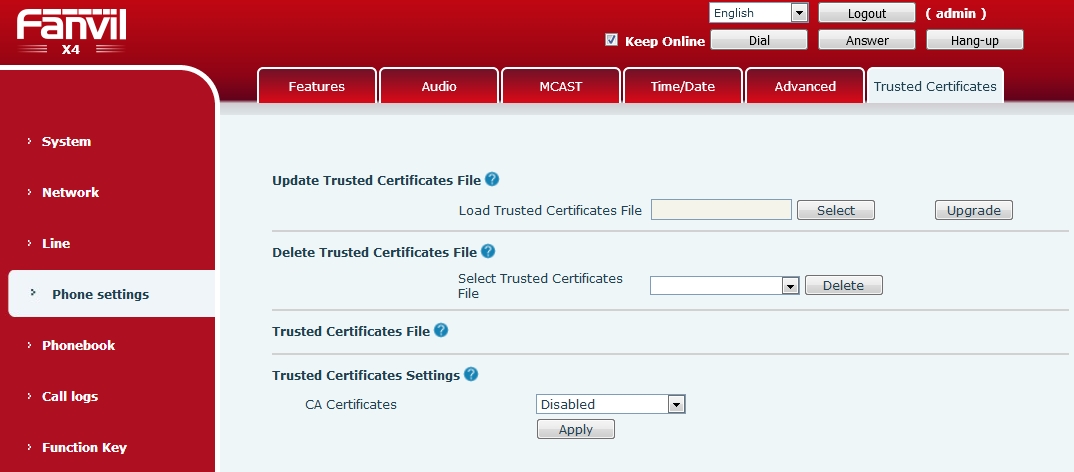 Fanvil
X4
English
Logout
( admin )
Keep Online
Dial
Answer
Hang-up
Features
Audio
MCAST
Time/Date
Advanced
Trusted Certificates
System
Network
Line
Phone settings
Phonebook
Call logs
Function Key
Update Trusted Certificates File ?
Load Trusted Certificates File
Select
Upgrade
Delete Trusted Certificates File ?
Select Trusted Certificates
File
Delete
Trusted Certificates File ?
Trusted Certificates Settings ?
CA Certificates
Disabled
Apply